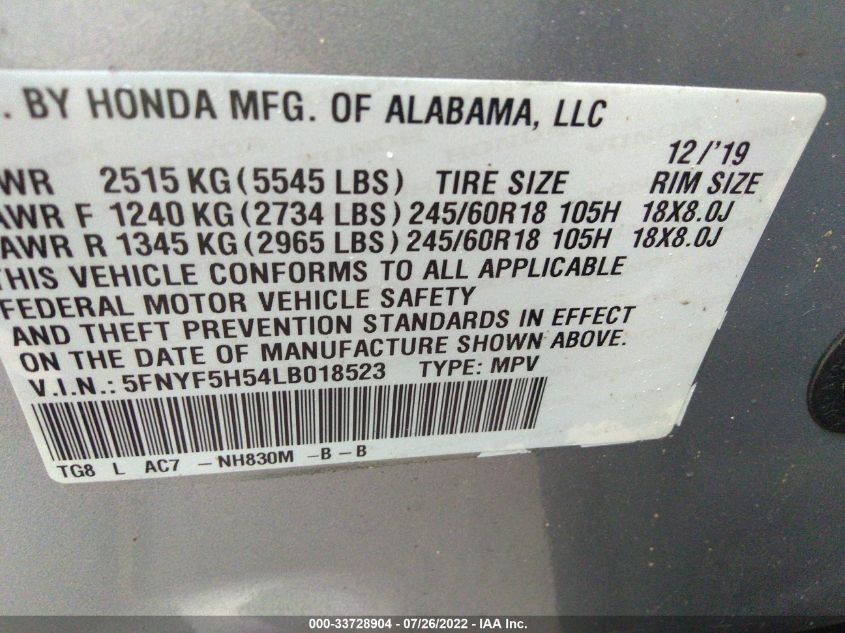 . BY HONDA MFG. OF ALABAMA, LLC
12/'19
WR 2515 KG (5545 LBS) TIRE SIZE RIM SIZE
AWR F 1240 KG (2734 LBS) 245/60R18 105H 18X8.0J
AWR R 1345 KG (2965 LBS) 245/60R18 105H 18X8.0J
THIS VEHICLE CONFORMS TO ALL APPLICABLE
FEDERAL MOTOR VEHICLE SAFETY
AND THEFT PREVENTION STANDARDS IN EFFECT
ON THE DATE OF MANUFACTURE SHOWN ABOVE.
V.I.N.: 5FNYF5H54LB018523 TYPE: MPV
TG8 L AC7 -NH830M -B-B
000-33728904 - 07/26/2022 - IAA Inc.